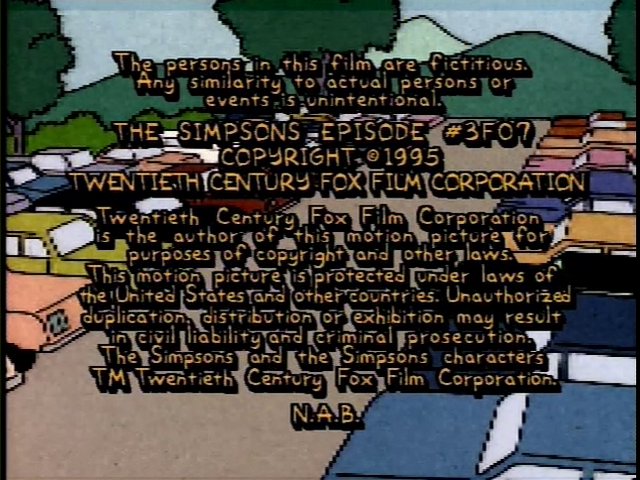 The persons in this film are fictitious.
Any similarity to actual persons or
events is unintentional.
THE SIMPSONS EPISODE #3F07
COPYRIGHT ©1995
TWENTIETH CENTURY FOX FILM CORPORATION
Twentieth Century Fox Film Corporation
is the author of this motion picture for
purposes of copyright and other laws.
This motion picture is protected under laws of
the United States and other countries. Unauthorized
duplication, distribution or exhibition may result
in civil liability and criminal prosecution.
The Simpsons and the Simpsons characters
TM Twentieth Century Fox Film Corporation.
N.A.B.